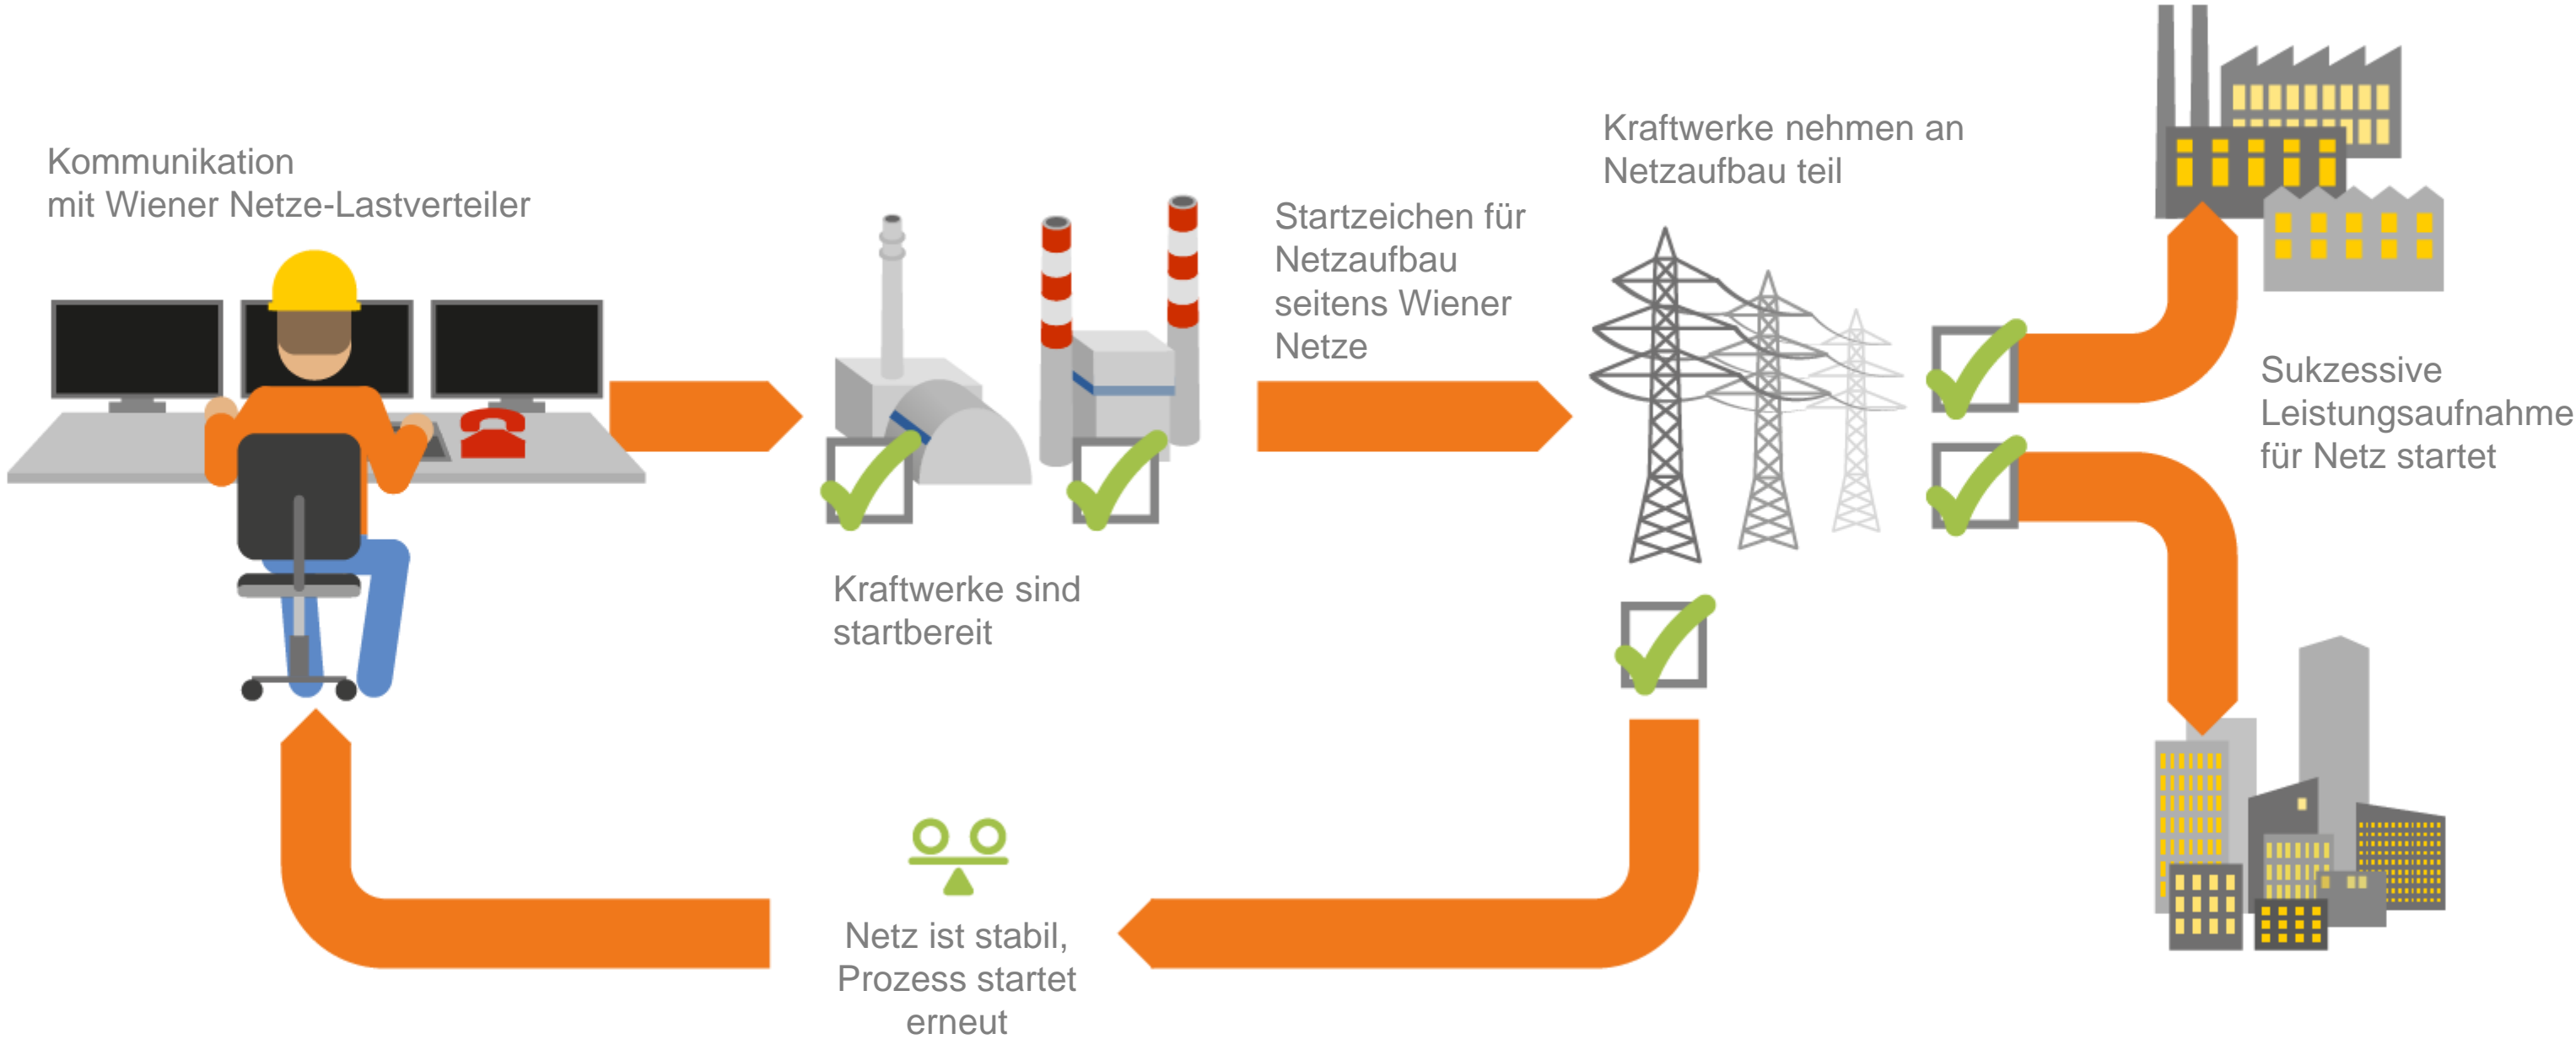 Kommunikation
mit Wiener Netze-Lastverteiler
Kraftwerke sind
startbereit
Startzeichen für
Netzaufbau
seitens Wiener
Netze
Kraftwerke nehmen an
Netzaufbau teil
Sukzessive
Leistungsaufnahme
für Netz startet
Netz ist stabil,
Prozess startet
erneut